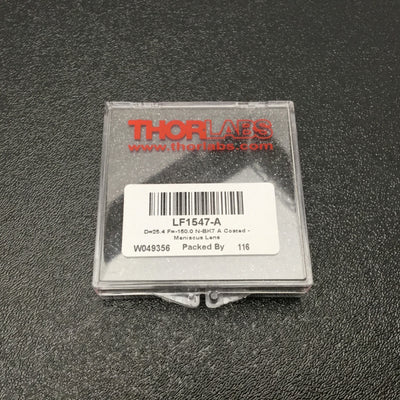 THORLABS
www.thorlabs.com
LF1547-A
D=25.4 F=-150.0 N-BK7 A Coated -
Meniscus Lens
W049356 Packed By 116